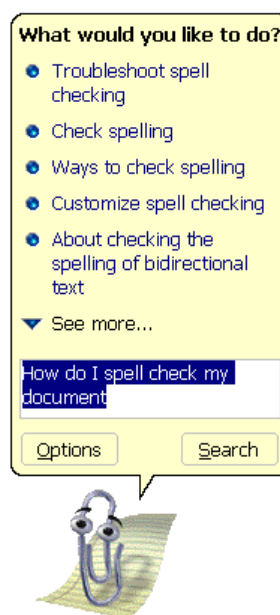 What would you like to do?
Troubleshoot spell
checking
Check spelling
Ways to check spelling
Customize spell checking
About checking the
spelling of bidirectional
text
See more...
How do I spell check my
document
Options
Search